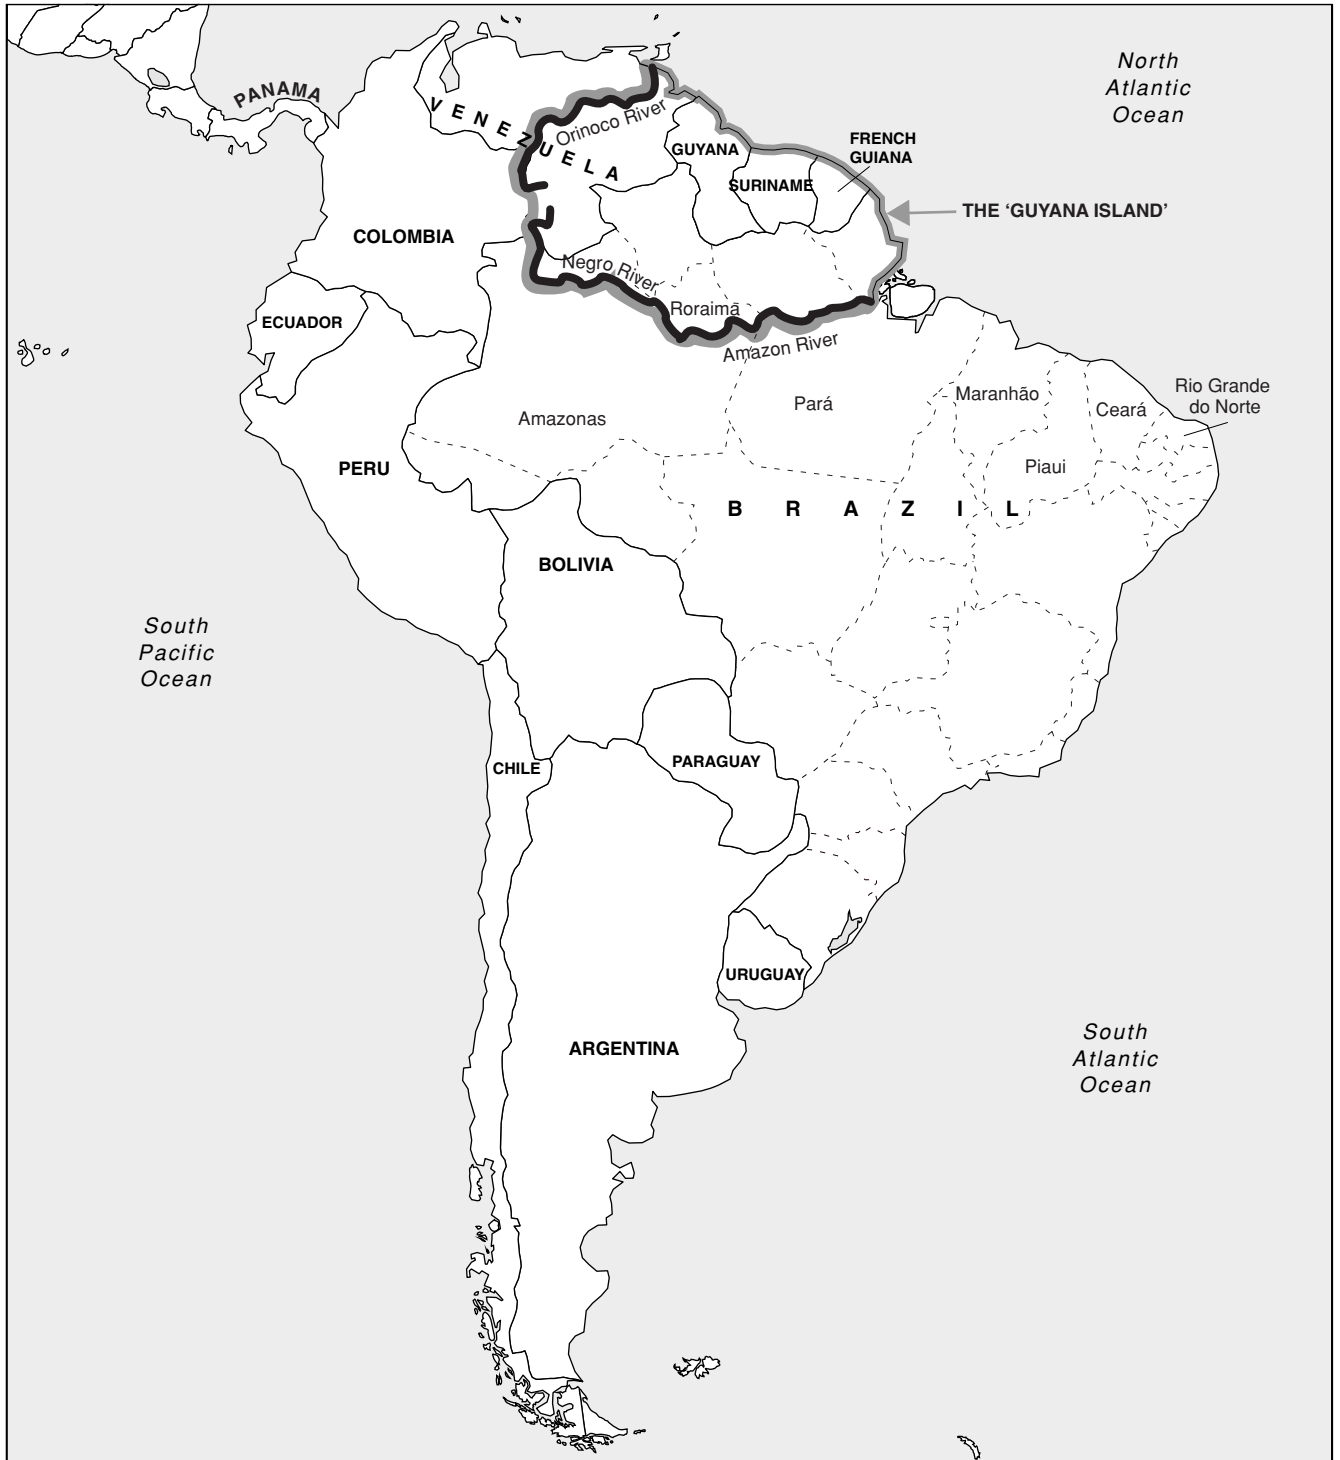 North
Atlantic
Ocean
PANAMA
VENEZUELA
Orinoco River
GUYANA
FRENCH
GUIANA
SURINAME
THE 'GUYANA ISLAND'
COLOMBIA
Negro River
Roraimã
ECUADOR
Amazon River
Rio Grande
do Norte
Maranhão
Pará
Ceará
Amazonas
PERU
Piaui
BRAZIL
BOLIVIA
South
Pacific
Ocean
PARAGUAY
CHILE
URUGUAY
ARGENTINA
South
Atlantic
Ocean